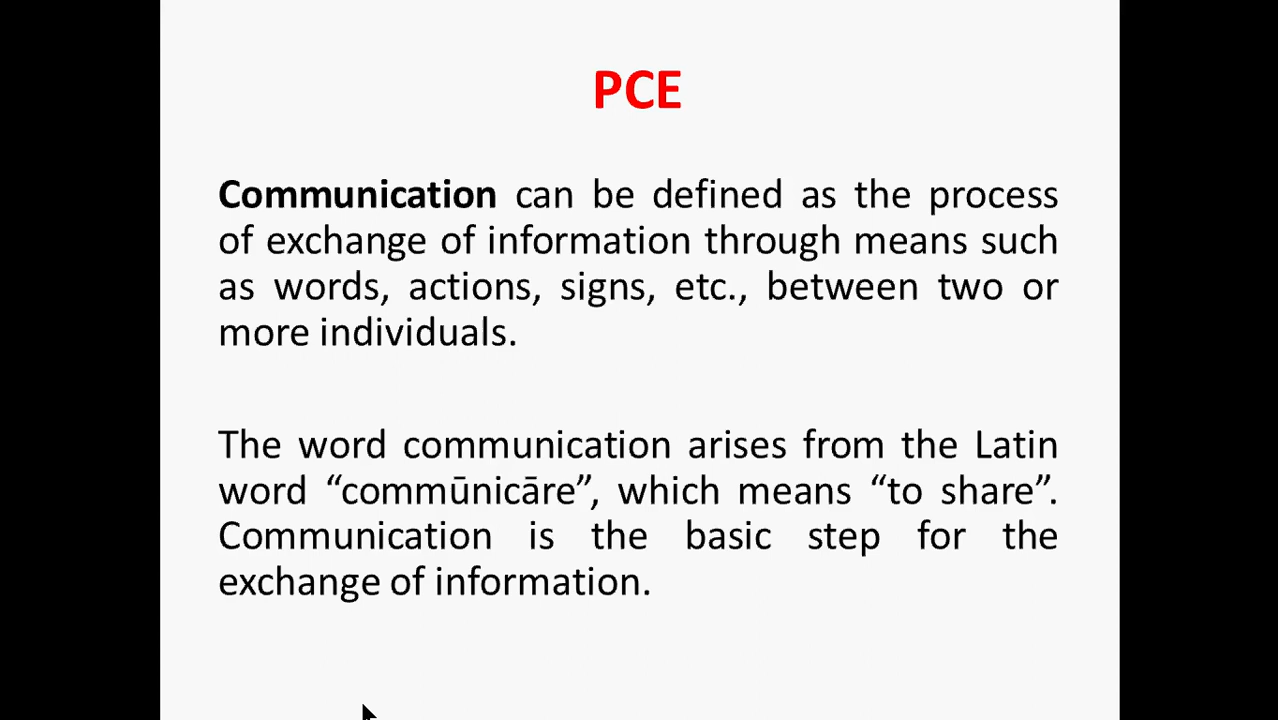 PCE
Communication can be defined as the process
of exchange of information through means such
as words, actions, signs, etc., between two or
more individuals.
The word communication arises from the Latin
word “commūnicāre”, which means “to share”.
Communication is the basic step for the
exchange of information.